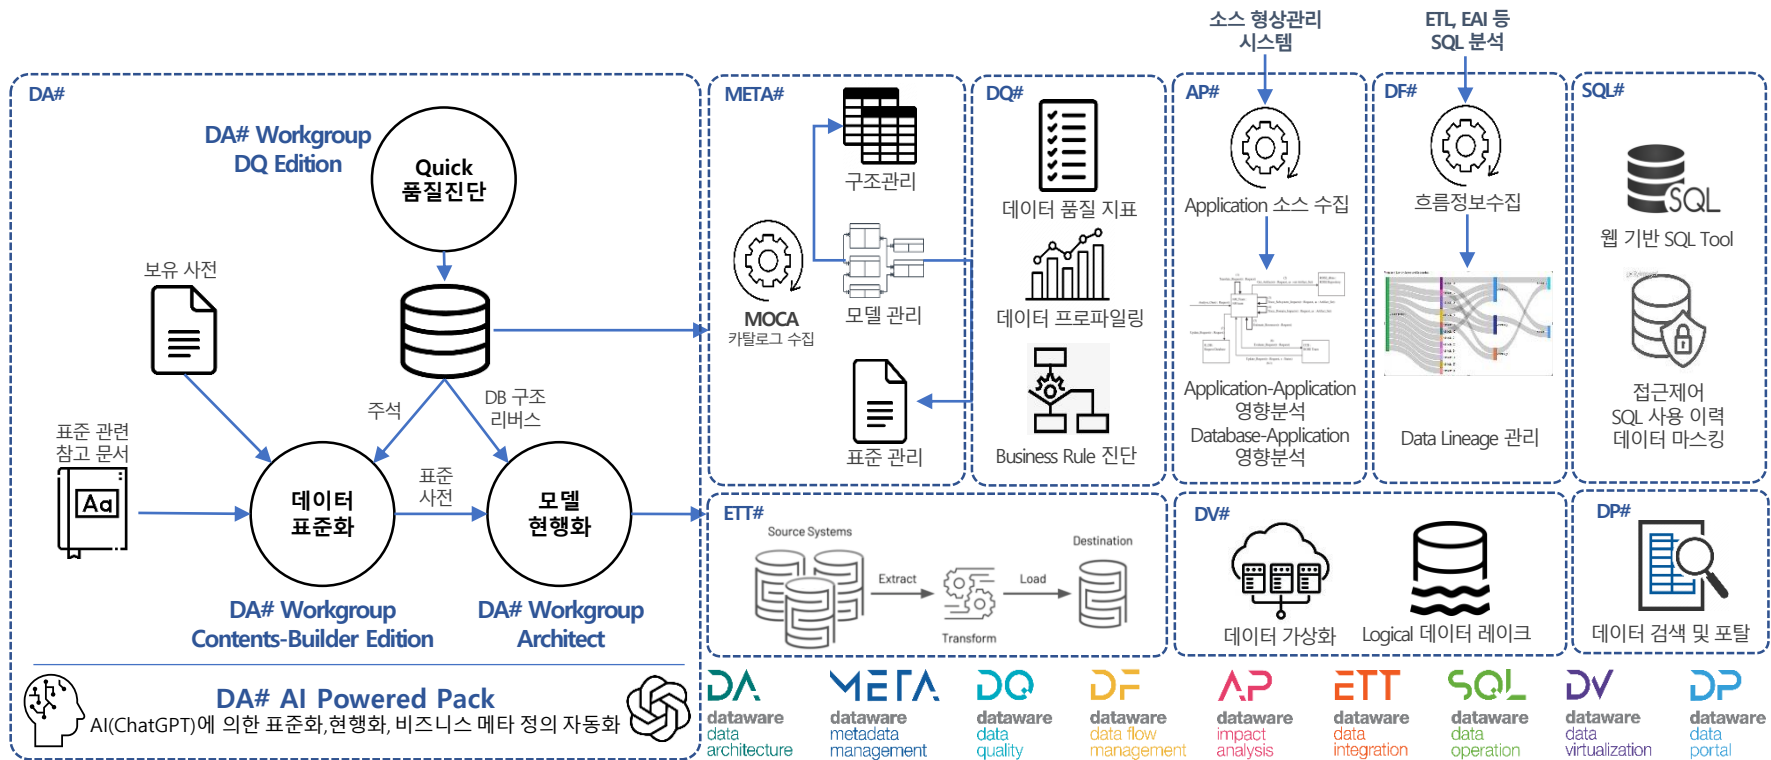 소스 형상관리
시스템
ETL, EAI 등
SQL 분석
DA#
DA# Workgroup
DQ Edition
Quick
품질진단
보유 사전
표준 관련
참고 문서
Aa
주석
DB 구조
리버스
데이터
표준화
표준
사전
모델
현행화
DA# Workgroup
Contents-Builder Edition
DA# Workgroup
Architect
DA# AI Powered Pack
AI(ChatGPT)에 의한 표준화,현행화, 비즈니스 메타 정의 자동화
META#
구조관리
MOCA
카탈로그 수집
모델 관리
표준 관리
DQ#
데이터 품질 지표
데이터 프로파일링
Business Rule 진단
AP#
Application 소스 수집
Application-Application
영향분석
Database-Application
영향분석
DF#
흐름정보수집
Data Lineage 관리
SQL#
SQL
웹 기반 SQL Tool
접근제어
SQL 사용 이력
데이터 마스킹
ETT#
Source Systems
Extract
Transform
Load
Destination
DV#
데이터 가상화
Logical 데이터 레이크
DP#
데이터 검색 및 포탈
DA
dataware
data
architecture
META
dataware
metadata
management
DQ
dataware
data
quality
DF
dataware
data flow
management
AP
dataware
impact
analysis
ETT
dataware
data
integration
SQL
dataware
data
operation
DV
dataware
data
virtualization
DP
dataware
data
portal